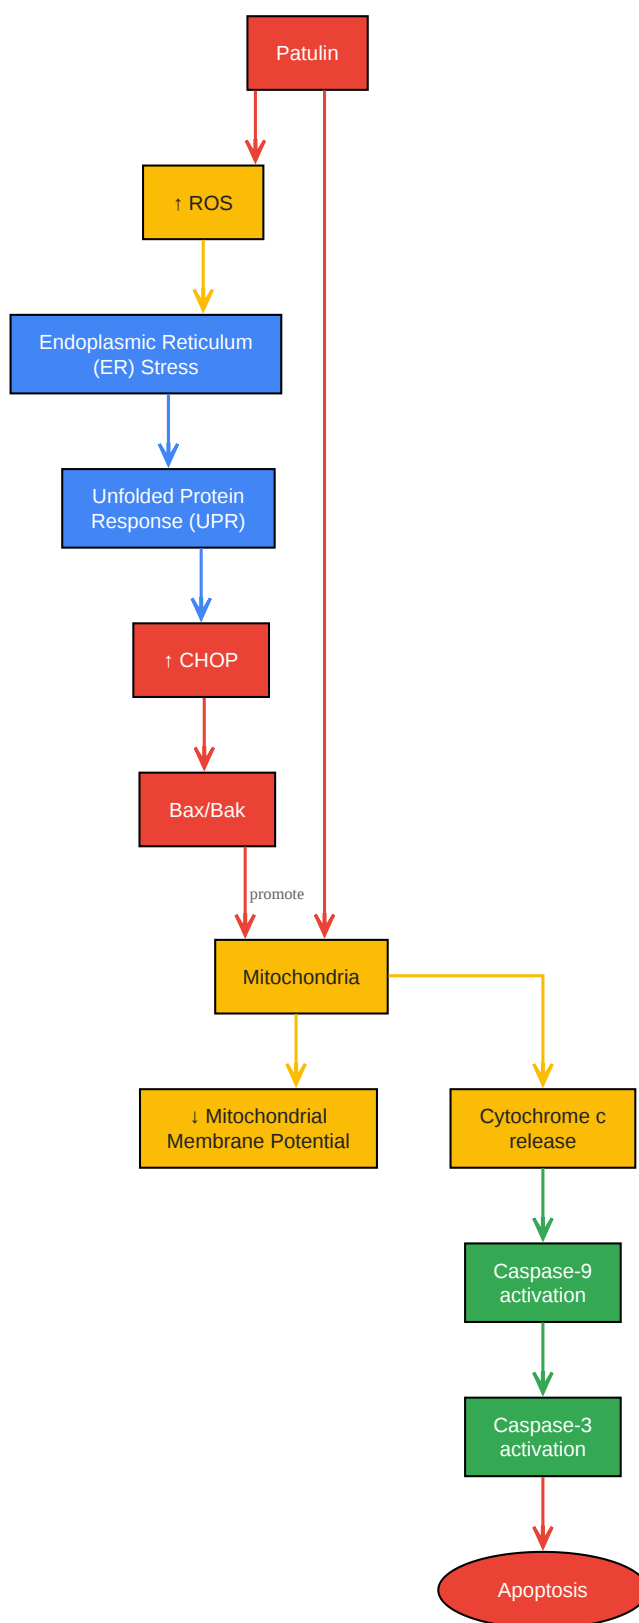 Patulin
↑ ROS
Endoplasmic Reticulum
(ER) Stress
Unfolded Protein
Response (UPR)
↑ CHOP
Bax/Bak
promote
Mitochondria
↓ Mitochondrial
Membrane Potential
Cytochrome c
release
Caspase-9
activation
Caspase-3
activation
Apoptosis